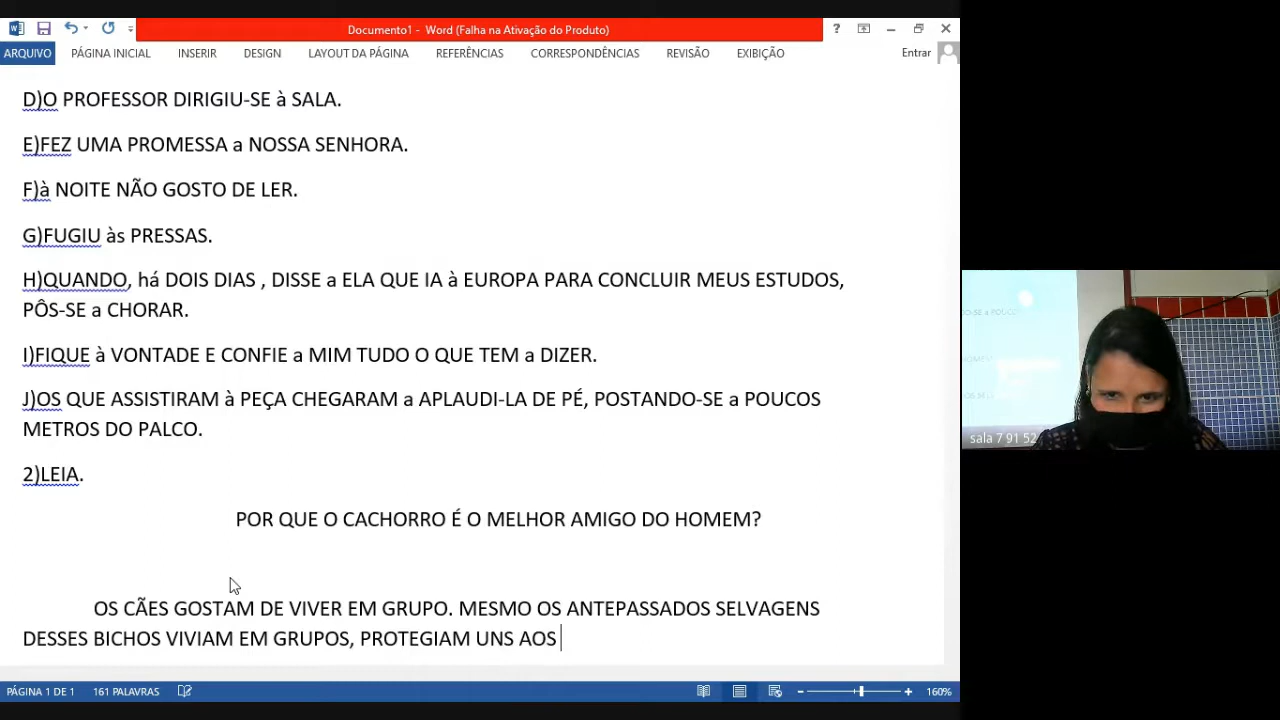 Documento1 - Word (Falha na Ativação do Produto)
ARQUIVO PÁGINA INICIAL INSERIR DESIGN LAYOUT DA PÁGINA REFERÊNCIAS CORRESPONDÊNCIAS REVISÃO EXIBIÇÃO Entrar
D)O PROFESSOR DIRIGIU-SE à SALA.
E)FEZ UMA PROMESSA a NOSSA SENHORA.
F)à NOITE NÃO GOSTO DE LER.
G)FUGIU às PRESSAS.
H)QUANDO, há DOIS DIAS , DISSE a ELA QUE IA à EUROPA PARA CONCLUIR MEUS ESTUDOS,
PÔS-SE a CHORAR.
I)FIQUE à VONTADE E CONFIE a MIM TUDO O QUE TEM a DIZER.
J)OS QUE ASSISTIRAM à PEÇA CHEGARAM a APLAUDI-LA DE PÉ, POSTANDO-SE a POUCOS
METROS DO PALCO.
2)LEIA.
POR QUE O CACHORRO É O MELHOR AMIGO DO HOMEM?
OS CÃES GOSTAM DE VIVER EM GRUPO. MESMO OS ANTEPASSADOS SELVAGENS
DESSES BICHOS VIVIAM EM GRUPOS, PROTEGIAM UNS AOS
PÁGINA 1 DE 1 161 PALAVRAS 160%
sala 7 91 52